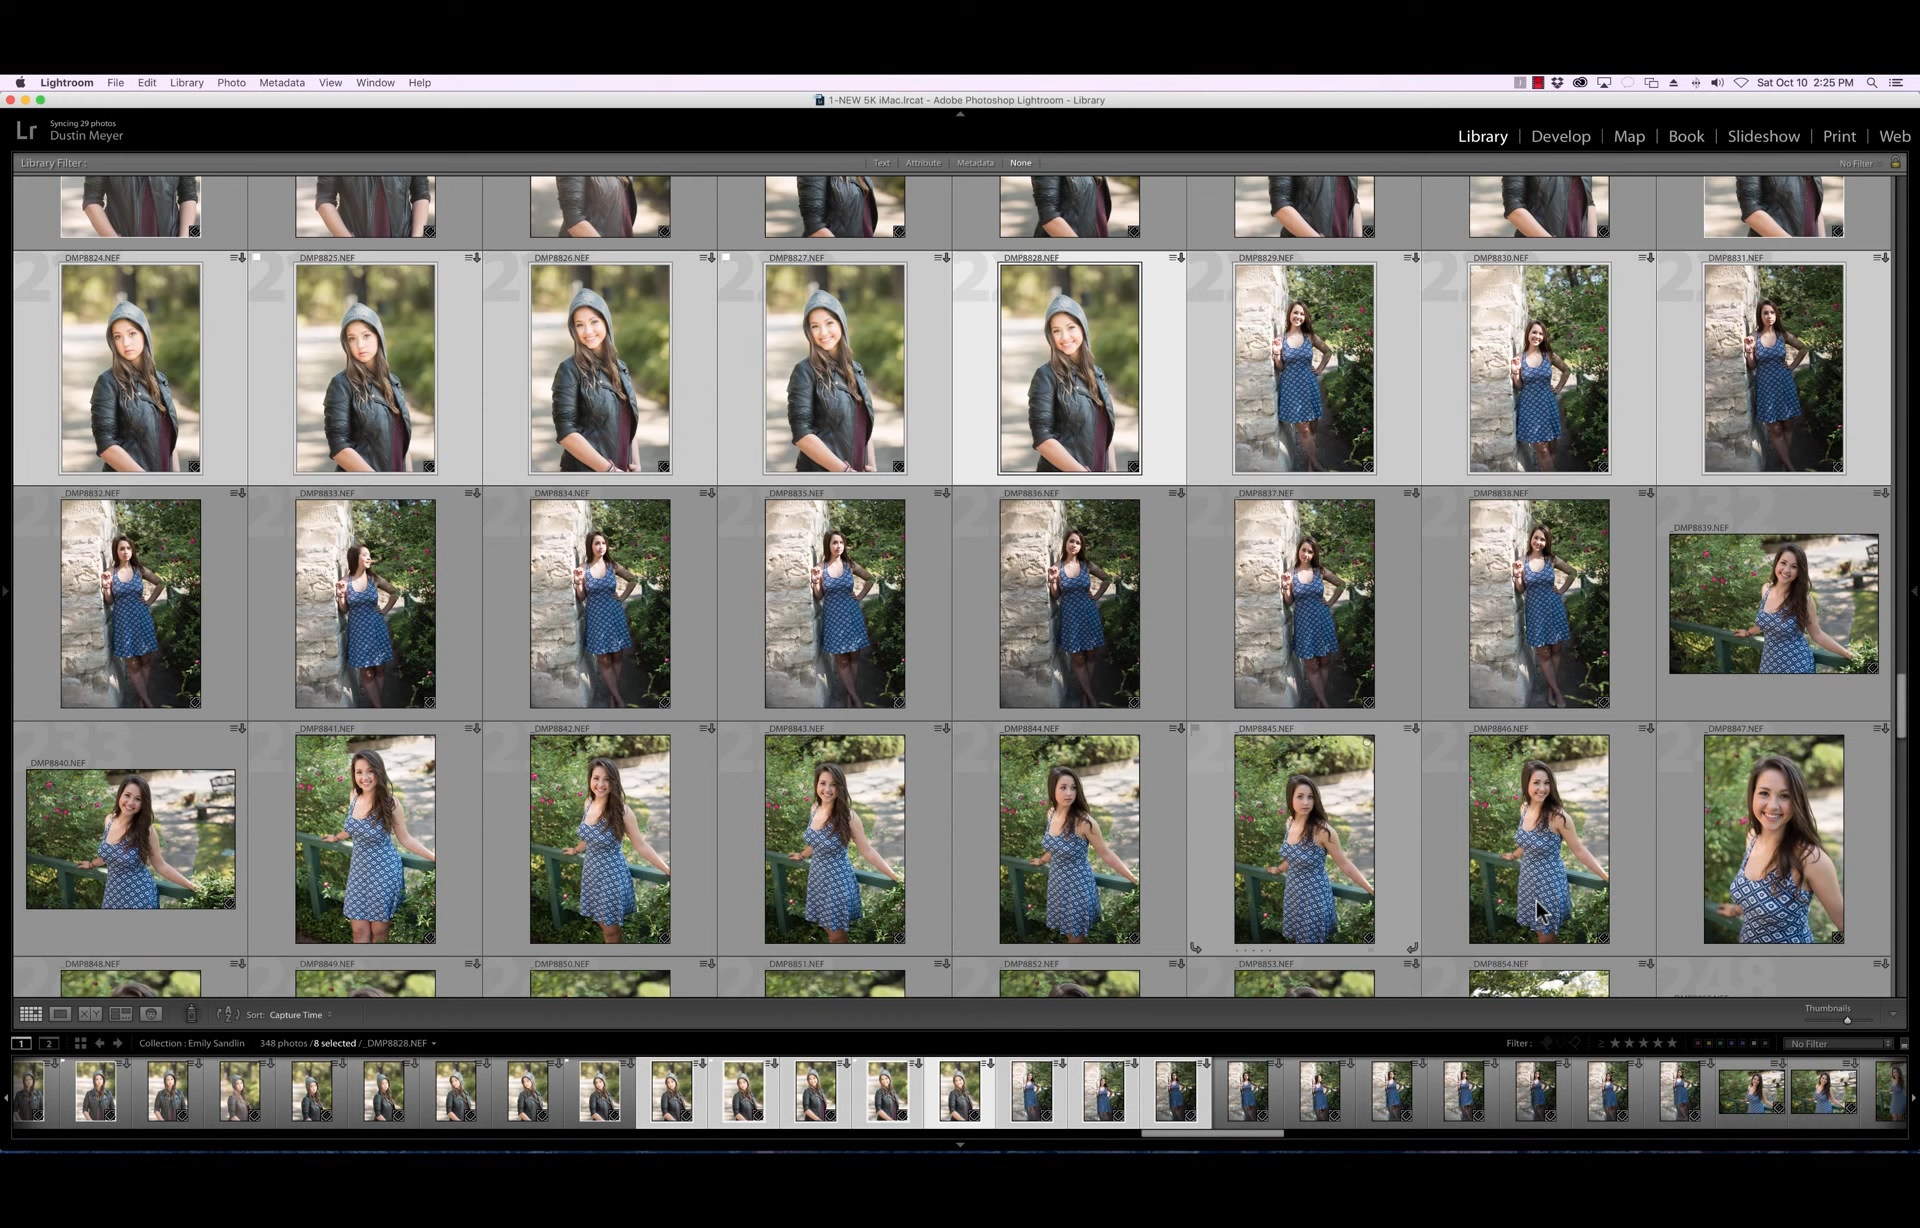 Lightroom File Edit Library Photo Metadata View Window Help Sat Oct 10 2:25 PM
1-NEW 5K iMac.lrcat - Adobe Photoshop Lightroom - Library
Lr Syncing 29 photos
Dustin Meyer
Library | Develop | Map | Book | Slideshow | Print | Web
Library Filter : Text Attribute Metadata None No Filter
_DMP8824.NEF _DMP8825.NEF _DMP8826.NEF _DMP8827.NEF _DMP8828.NEF _DMP8829.NEF _DMP8830.NEF _DMP8831.NEF
_DMP8832.NEF _DMP8833.NEF _DMP8834.NEF _DMP8835.NEF _DMP8836.NEF _DMP8837.NEF _DMP8838.NEF
232
_DMP8839.NEF
233
_DMP8841.NEF _DMP8842.NEF _DMP8843.NEF _DMP8844.NEF _DMP8845.NEF _DMP8846.NEF _DMP8847.NEF
_DMP8840.NEF
_DMP8848.NEF _DMP8849.NEF _DMP8850.NEF _DMP8851.NEF _DMP8852.NEF _DMP8853.NEF _DMP8854.NEF
248
XY Sort: Capture Time Thumbnails
1 2 Collection : Emily Sandlin 348 photos / 8 selected / _DMP8828.NEF Filter : ≥ ★★★★★ No Filter